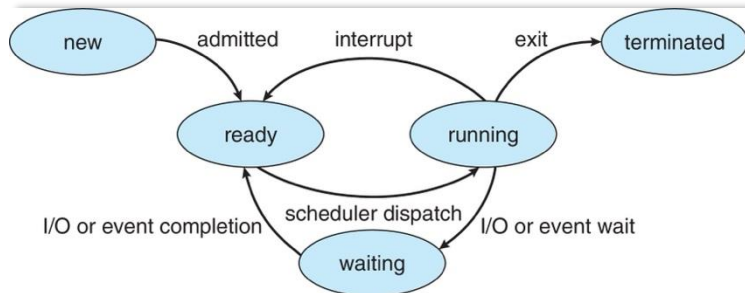 new
admitted
interrupt
exit
terminated
ready
running
I/O or event completion
scheduler dispatch
I/O or event wait
waiting